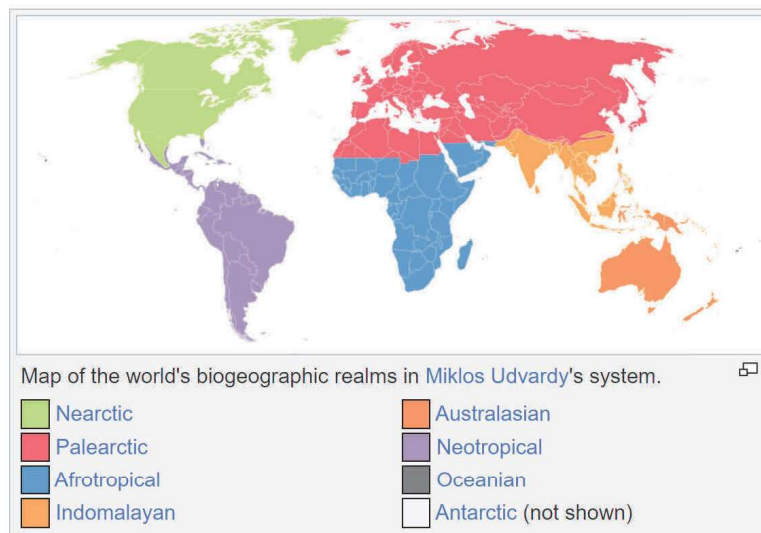 Map of the world's biogeographic realms in Miklos Udvardy's system.
Nearctic
Palearctic
Afrotropical
Indomalayan
Australasian
Neotropical
Oceanian
Antarctic (not shown)